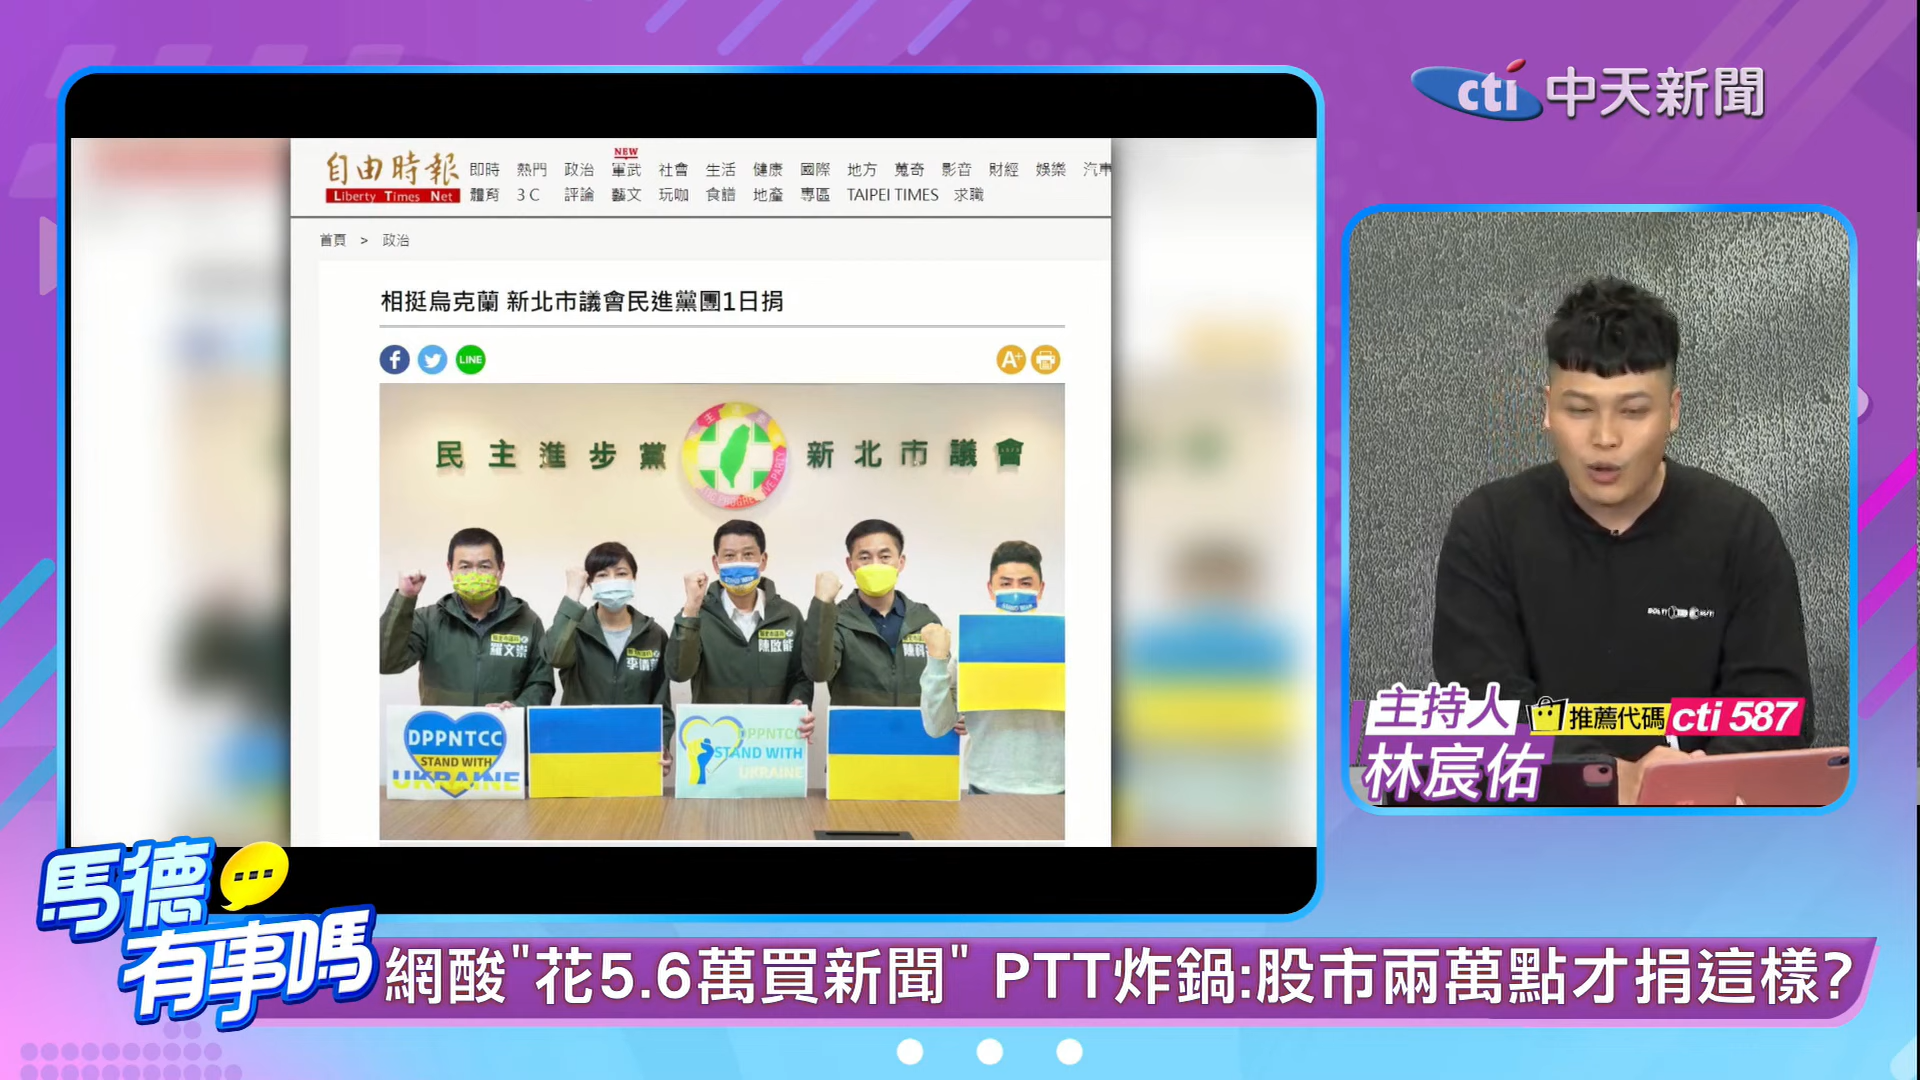 cti 中天新聞
自由時報
Liberty Times Net
即時 熱門 政治 NEW 軍武 社會 生活 健康 國際 地方 蒐奇 影音 財經 娛樂 汽車
體育 3C 評論 藝文 玩咖 食譜 地產 專區 TAIPEI TIMES 求職
首頁 > 政治
相挺烏克蘭 新北市議會民進黨團1日捐
f LINE A+
民主進步黨 新北市議會
羅文崇
陳啟能
DPPNTCC
STAND WITH
UKRAINE
DPPNTCC
STAND WITH
UKRAINE
主持人
林宸佑
推薦代碼 cti 587
馬德有事嗎
網酸"花5.6萬買新聞" PTT炸鍋:股市兩萬點才捐這樣?